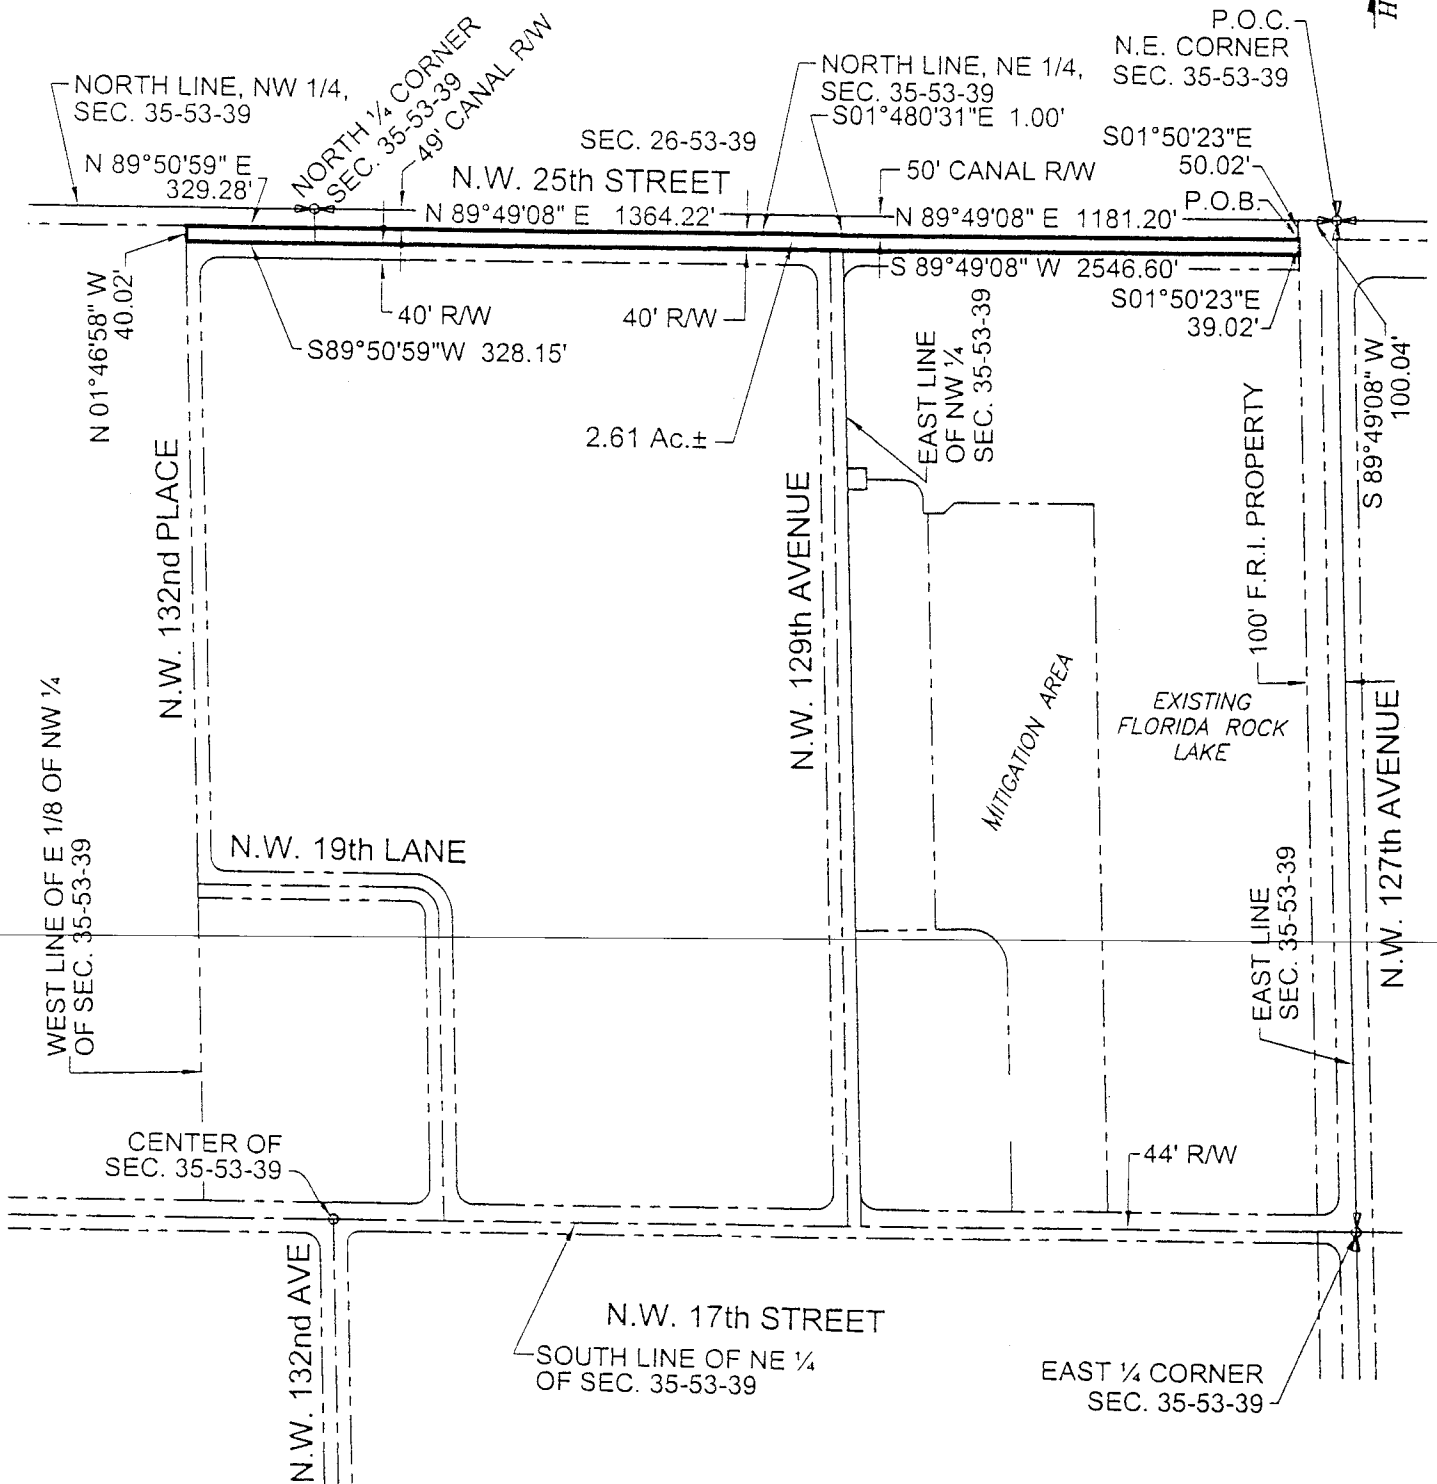 H
P.O.C.
N.E. CORNER
SEC. 35-53-39
NORTH LINE, NW 1/4,
SEC. 35-53-39
NORTH ¼ CORNER
SEC. 35-53-39
49' CANAL R/W
NORTH LINE, NE 1/4,
SEC. 35-53-39
S01°480'31"E 1.00'
SEC. 26-53-39
S01°50'23"E
50.02'
N 89°50'59" E
329.28'
N.W. 25th STREET
50' CANAL R/W
P.O.B.
N 89°49'08" E 1364.22'
N 89°49'08" E 1181.20'
S 89°49'08" W 2546.60'
N 01°46'58" W
40.02'
40' R/W
40' R/W
S01°50'23"E
39.02'
S89°50'59"W 328.15'
S 89°49'08" W
100.04'
EAST LINE
OF NW ¼
SEC. 35-53-39
2.61 Ac.±
N.W. 132nd PLACE
N.W. 129th AVENUE
100' F.R.I. PROPERTY
MITIGATION AREA
EXISTING
FLORIDA ROCK
LAKE
N.W. 127th AVENUE
WEST LINE OF E 1/8 OF NW ¼
OF SEC. 35-53-39
N.W. 19th LANE
EAST LINE
SEC. 35-53-39
CENTER OF
SEC. 35-53-39
44' R/W
N.W. 132nd AVE
N.W. 17th STREET
SOUTH LINE OF NE ¼
OF SEC. 35-53-39
EAST ¼ CORNER
SEC. 35-53-39